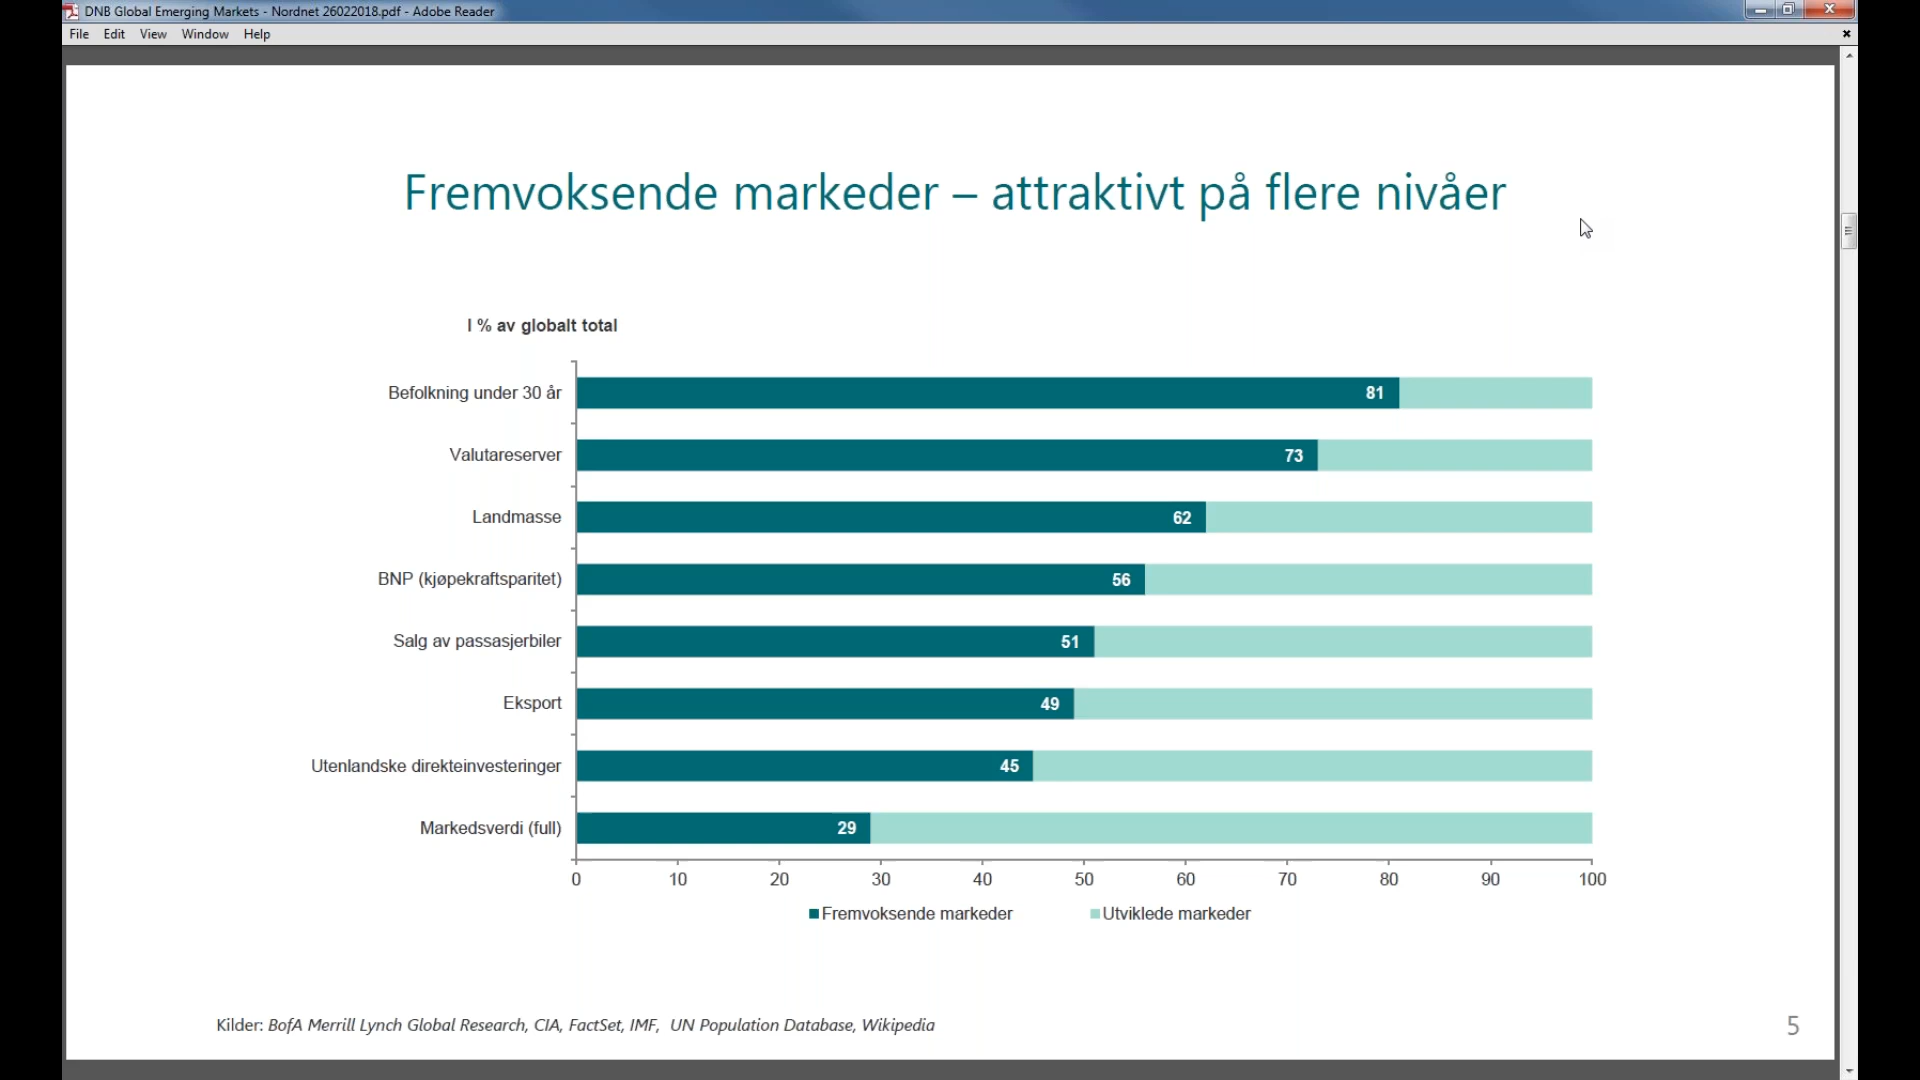 DNB Global Emerging Markets - Nordnet 26022018.pdf - Adobe Reader
File Edit View Window Help
Fremvoksende markeder – attraktivt på flere nivåer
I % av globalt total
Befolkning under 30 år 81
Valutareserver 73
Landmasse 62
BNP (kjøpekraftsparitet) 56
Salg av passasjerbiler 51
Eksport 49
Utenlandske direkteinvesteringer 45
Markedsverdi (full) 29
0 10 20 30 40 50 60 70 80 90 100
Fremvoksende markeder Utviklede markeder
Kilder: BofA Merrill Lynch Global Research, CIA, FactSet, IMF, UN Population Database, Wikipedia
5